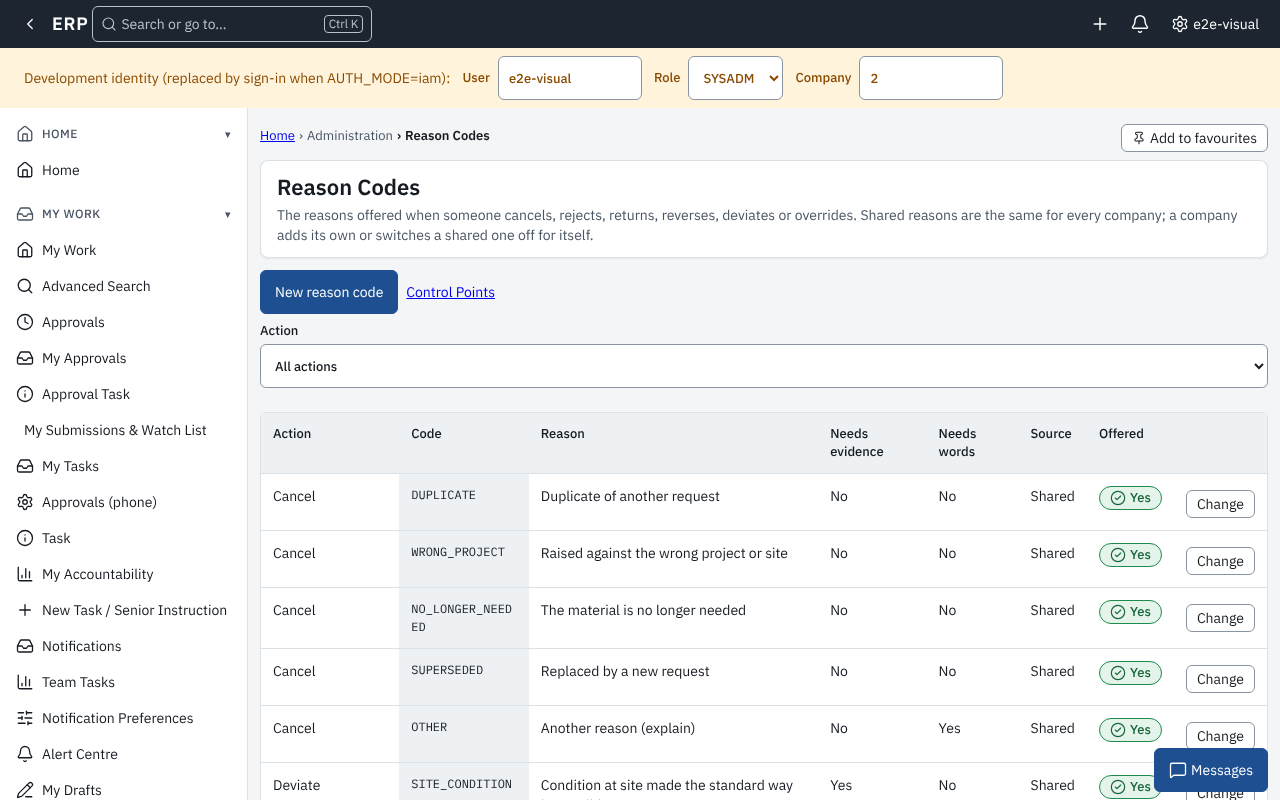 ERP
Search or go to...
Ctrl K
e2e-visual
Development identity (replaced by sign-in when AUTH_MODE=iam):
User
e2e-visual
Role
SYSADM
Company
2
HOME
Home
MY WORK
My Work
Advanced Search
Approvals
My Approvals
Approval Task
My Submissions & Watch List
My Tasks
Approvals (phone)
Task
My Accountability
New Task / Senior Instruction
Notifications
Team Tasks
Notification Preferences
Alert Centre
My Drafts
Home › Administration › Reason Codes
Add to favourites
Reason Codes
The reasons offered when someone cancels, rejects, returns, reverses, deviates or overrides. Shared reasons are the same for every company; a company
adds its own or switches a shared one off for itself.
New reason code
Control Points
Action
All actions
Action Code Reason Needs evidence Needs words Source Offered
Cancel DUPLICATE Duplicate of another request No No Shared Yes Change
Cancel WRONG_PROJECT Raised against the wrong project or site No No Shared Yes Change
Cancel NO_LONGER_NEEDED The material is no longer needed No No Shared Yes Change
Cancel SUPERSEDED Replaced by a new request No No Shared Yes Change
Cancel OTHER Another reason (explain) No Yes Shared Yes Change
Deviate SITE_CONDITION Condition at site made the standard way Yes No Shared Yes Change
Messages